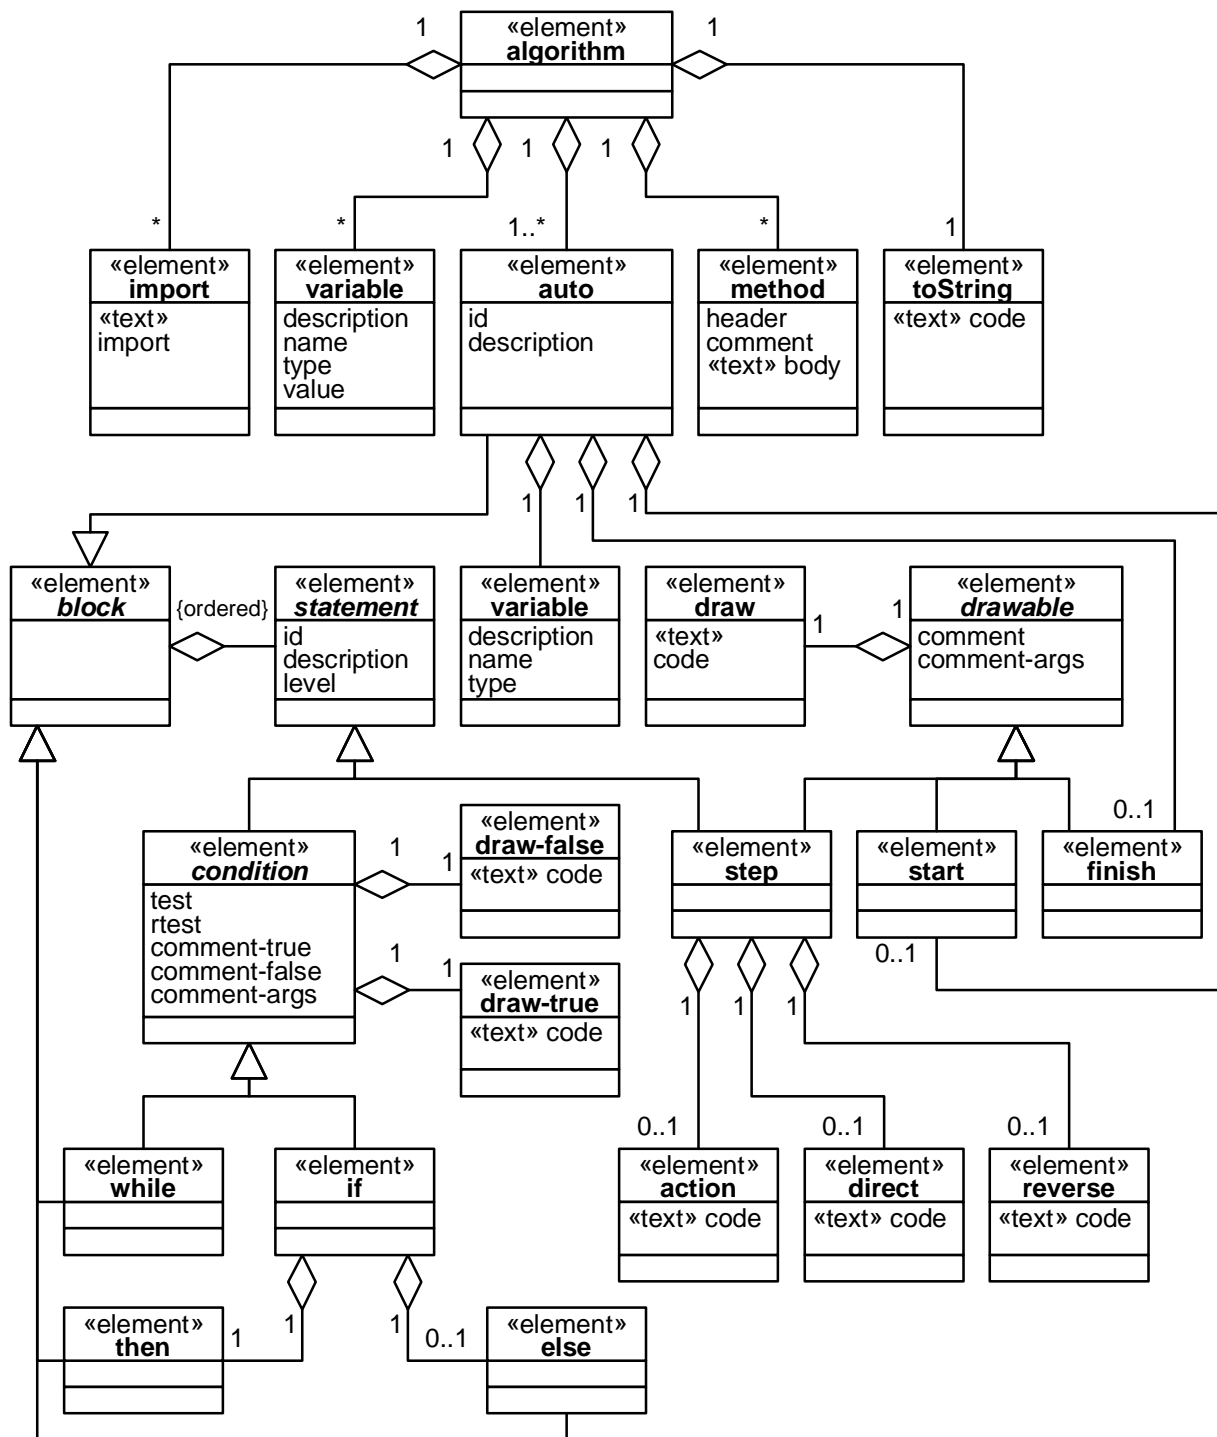 1
«element»
algorithm
1
1
1
1
*
*
1..*
*
1
«element»
import
«text»
import
«element»
variable
description
name
type
value
«element»
auto
id
description
«element»
method
header
comment
«text» body
«element»
toString
«text» code
1
1
1
«element»
block
{ordered}
«element»
statement
id
description
level
«element»
variable
description
name
type
«element»
draw
«text»
code
1
1
«element»
drawable
comment
comment-args
0..1
«element»
condition
test
rtest
comment-true
comment-false
comment-args
1
1
«element»
draw-false
«text» code
1
1
«element»
draw-true
«text» code
«element»
step
«element»
start
«element»
finish
0..1
1
1
1
0..1
0..1
0..1
«element»
while
«element»
if
«element»
action
«text» code
«element»
direct
«text» code
«element»
reverse
«text» code
«element»
then
1
1
1
0..1
«element»
else